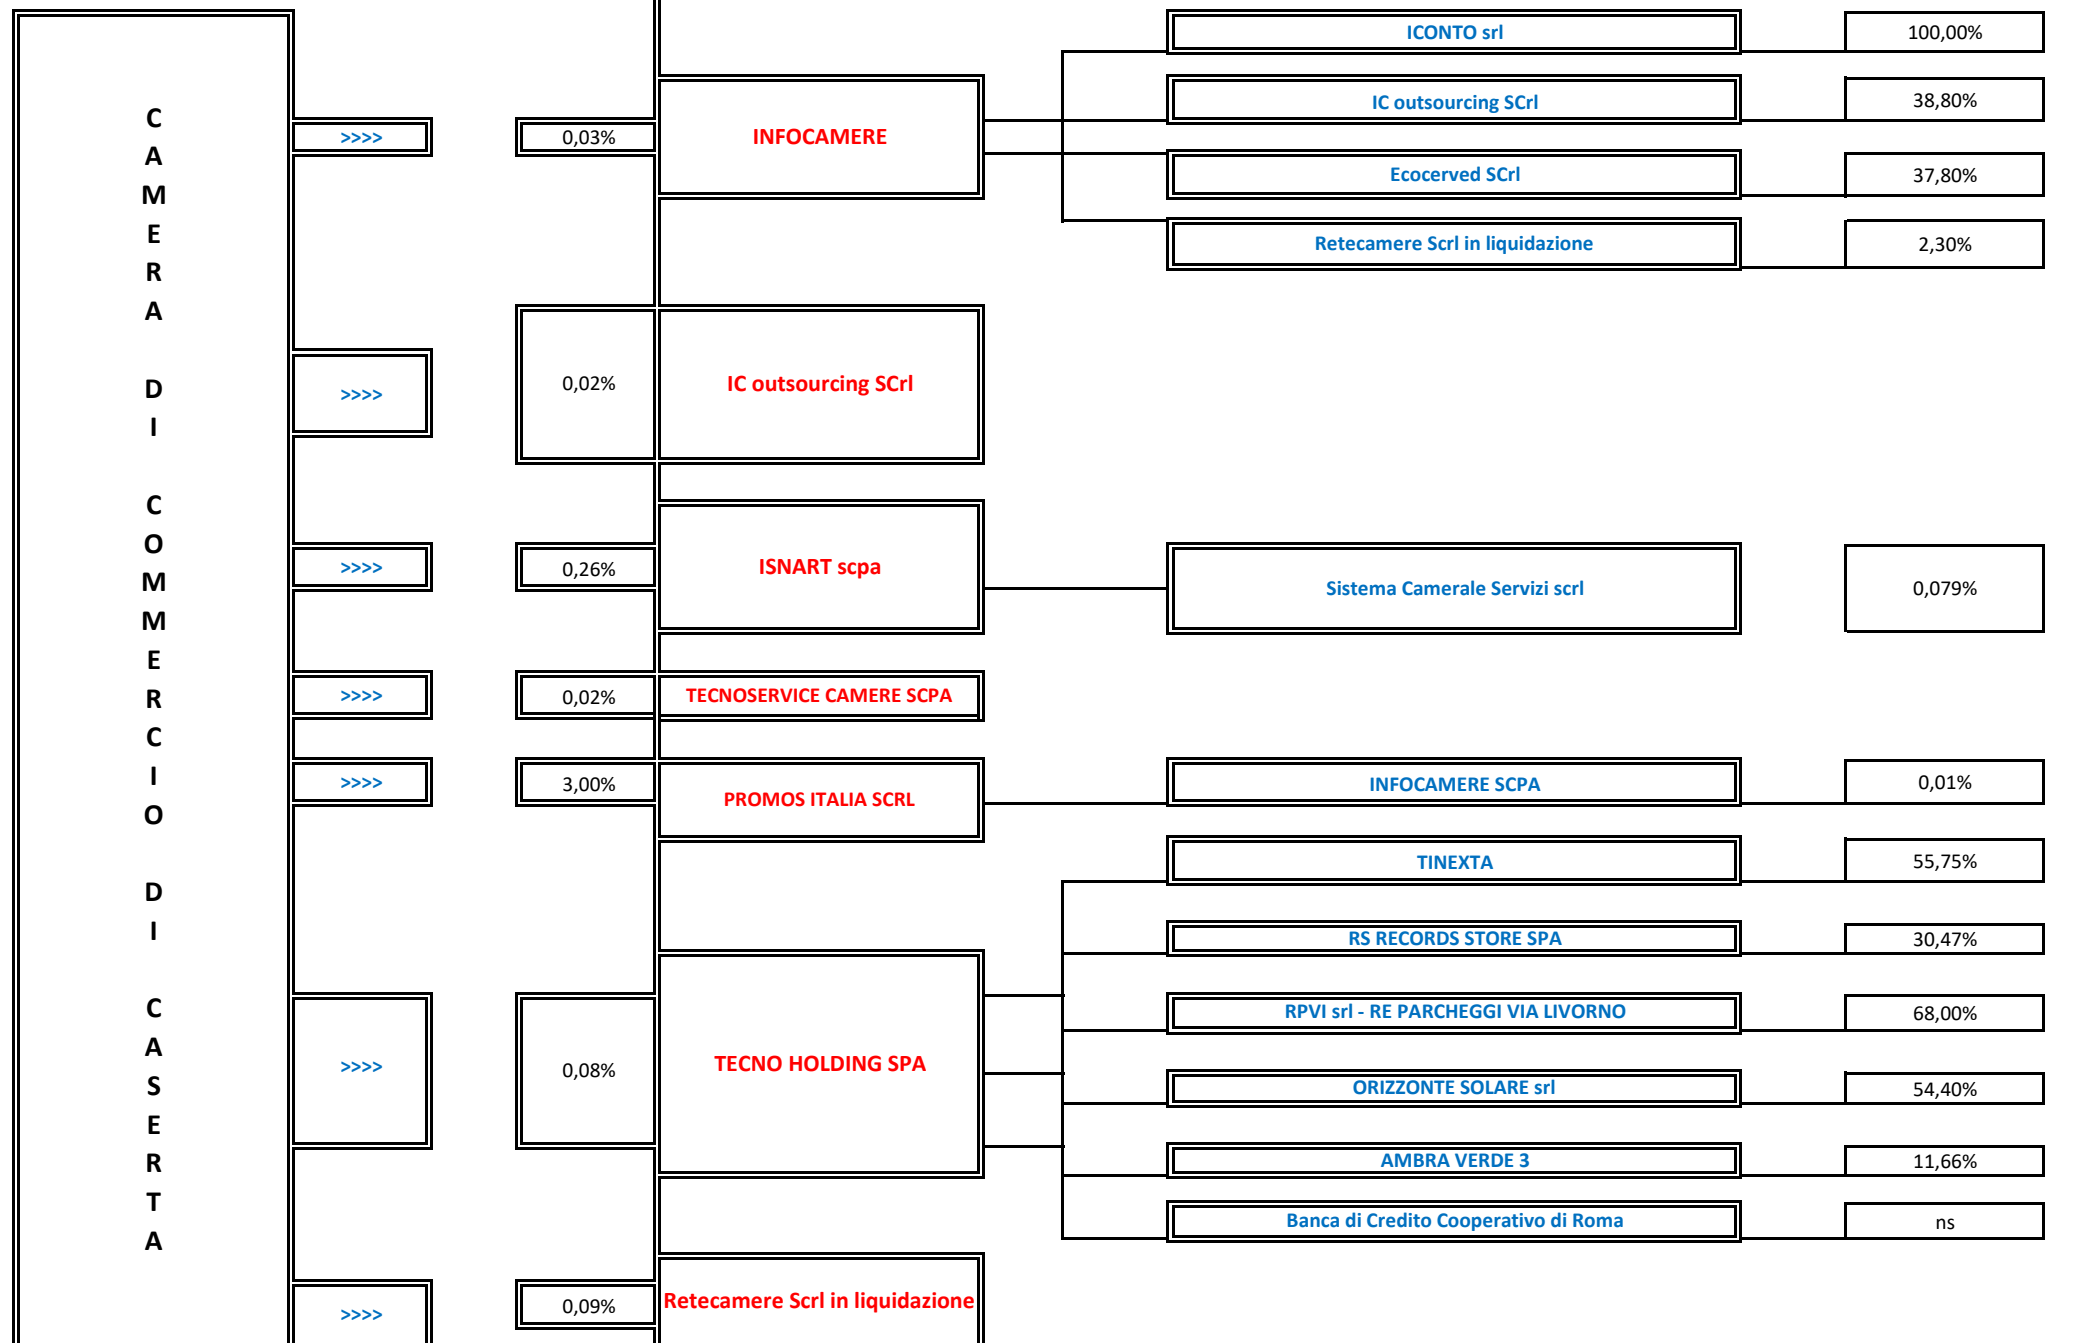 CAMERA DI COMMERCIO DI CASERTA
>>>>
0,03%
INFOCAMERE
ICONTO srl
100,00%
IC outsourcing SCrl
38,80%
Ecocerved SCrl
37,80%
Retecamere Scrl in liquidazione
2,30%
>>>>
0,02%
IC outsourcing SCrl
>>>>
0,26%
ISNART scpa
Sistema Camerale Servizi scrl
0,079%
>>>>
0,02%
TECNOSERVICE CAMERE SCPA
>>>>
3,00%
PROMOS ITALIA SCRL
INFOCAMERE SCPA
0,01%
>>>>
0,08%
TECNO HOLDING SPA
TINEXTA
55,75%
RS RECORDS STORE SPA
30,47%
RPVI srl - RE PARCHEGGI VIA LIVORNO
68,00%
ORIZZONTE SOLARE srl
54,40%
AMBRA VERDE 3
11,66%
Banca di Credito Cooperativo di Roma
ns
>>>>
0,09%
Retecamere Scrl in liquidazione